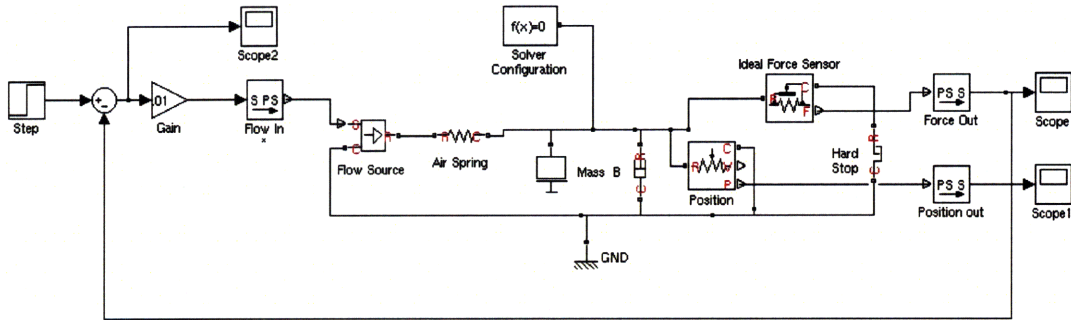 Step
+
-
Scope2
.01
Gain
S PS
Flow In
x
S
C
R
Flow Source
R
C
Air Spring
f(x)=0
Solver
Configuration
Mass
B
R
C
R
C
V
P
Position
GND
Ideal Force Sensor
R
C
F
R
C
Hard
Stop
PS S
Force Out
Scope
PS S
Position out
Scope1